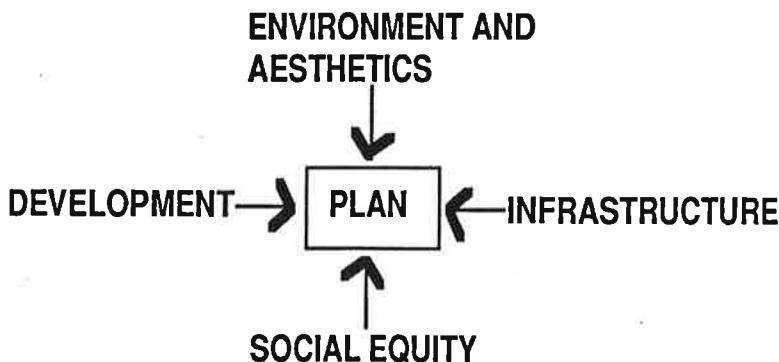 ENVIRONMENT AND
AESTHETICS
DEVELOPMENT
PLAN
INFRASTRUCTURE
SOCIAL EQUITY